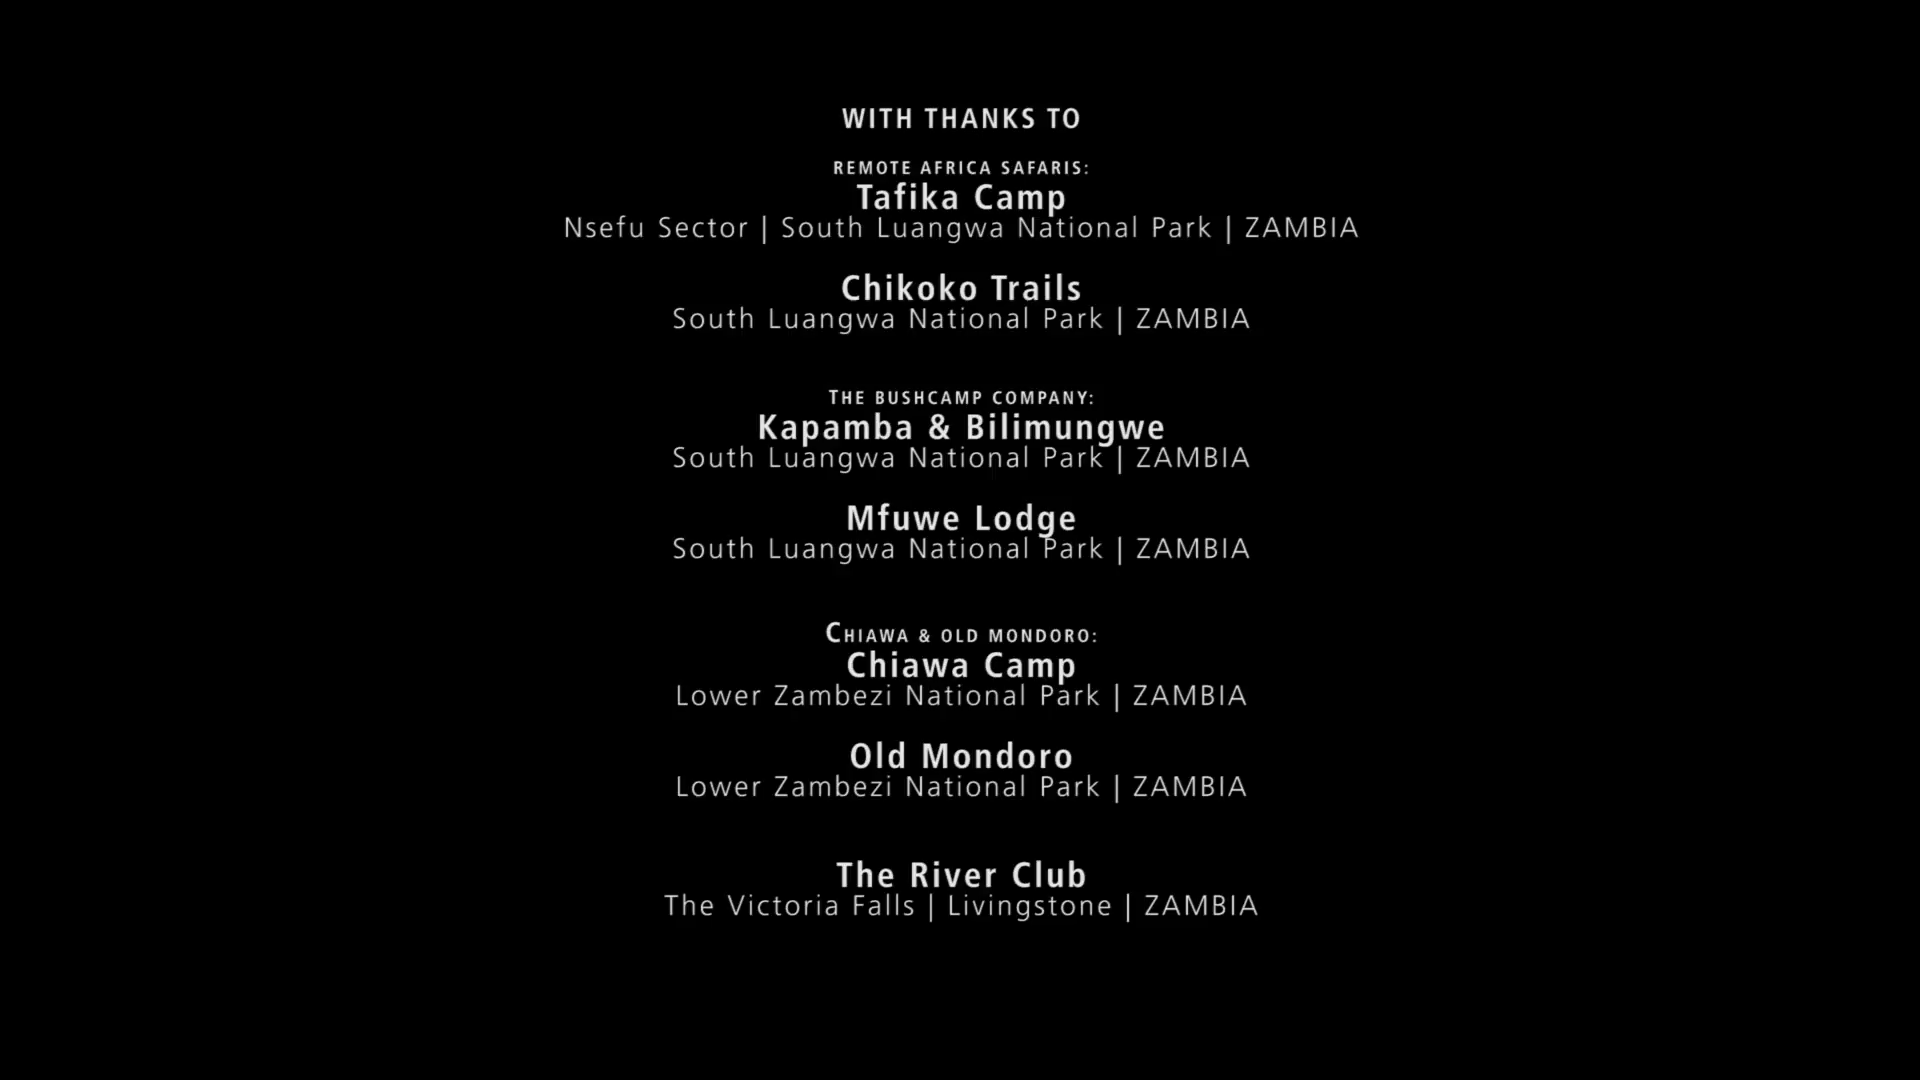 WITH THANKS TO
REMOTE AFRICA SAFARIS:
Tafika Camp
Nsefu Sector | South Luangwa National Park | ZAMBIA
Chikoko Trails
South Luangwa National Park | ZAMBIA
THE BUSHCAMP COMPANY:
Kapamba & Bilimungwe
South Luangwa National Park | ZAMBIA
Mfuwe Lodge
South Luangwa National Park | ZAMBIA
CHIAWA & OLD MONDORO:
Chiawa Camp
Lower Zambezi National Park | ZAMBIA
Old Mondoro
Lower Zambezi National Park | ZAMBIA
The River Club
The Victoria Falls | Livingstone | ZAMBIA